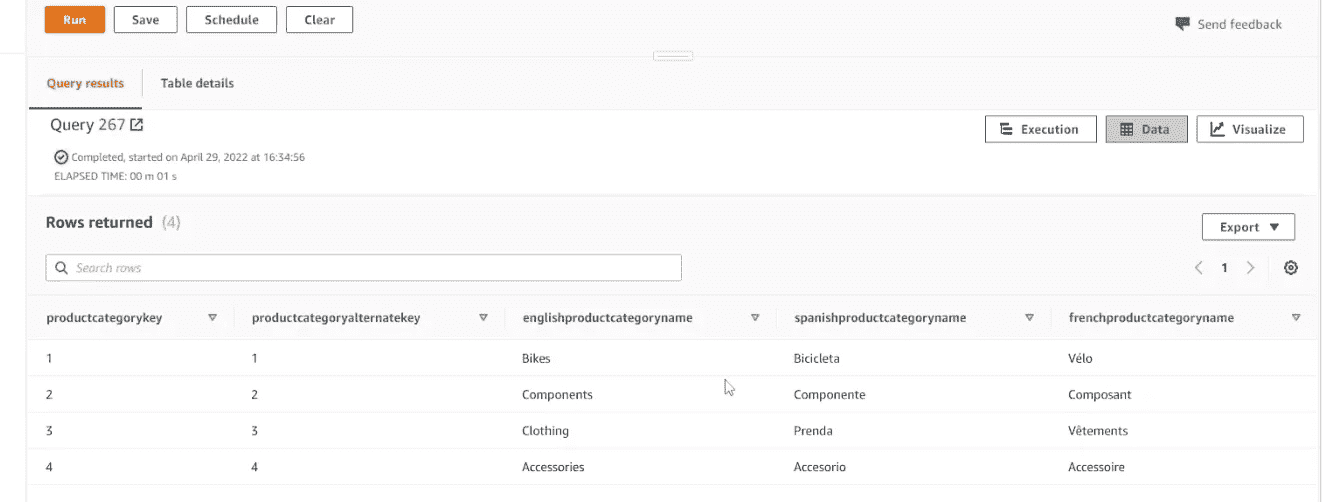 Run Save Schedule Clear Send feedback
Query results Table details
Query 267 Execution Data Visualize
Completed, started on April 29, 2022 at 16:34:56
ELAPSED TIME: 00 m 01 s
Rows returned (4) Export
Search rows 1
productcategorykey productcategoryalternatekey englishproductcategoryname spanishproductcategoryname frenchproductcategoryname
1 1 Bikes Bicicleta Vélo
2 2 Components Componente Composant
3 3 Clothing Prenda Vêtements
4 4 Accessories Accesorio Accessoire